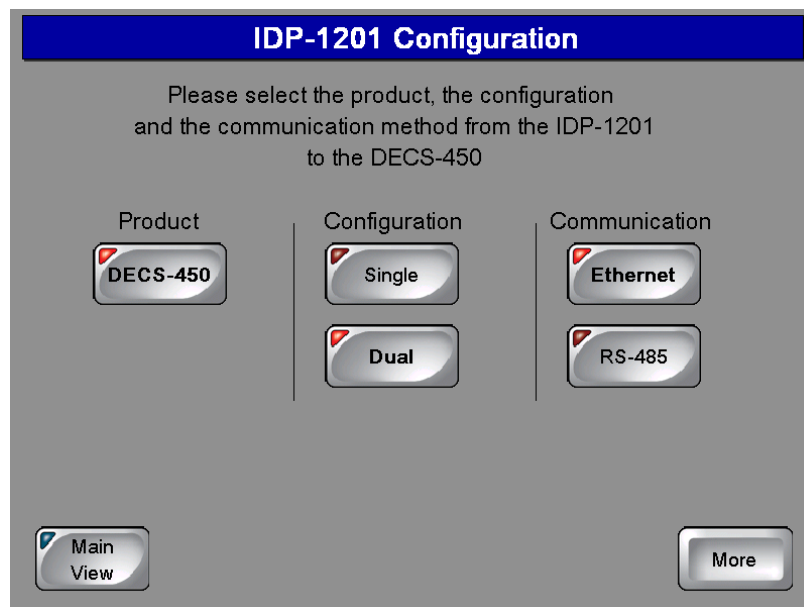 IDP-1201 Configuration
Please select the product, the configuration
and the communication method from the IDP-1201
to the DECS-450
Product
Configuration
Communication
DECS-450
Single
Ethernet
Dual
RS-485
Main
View
More